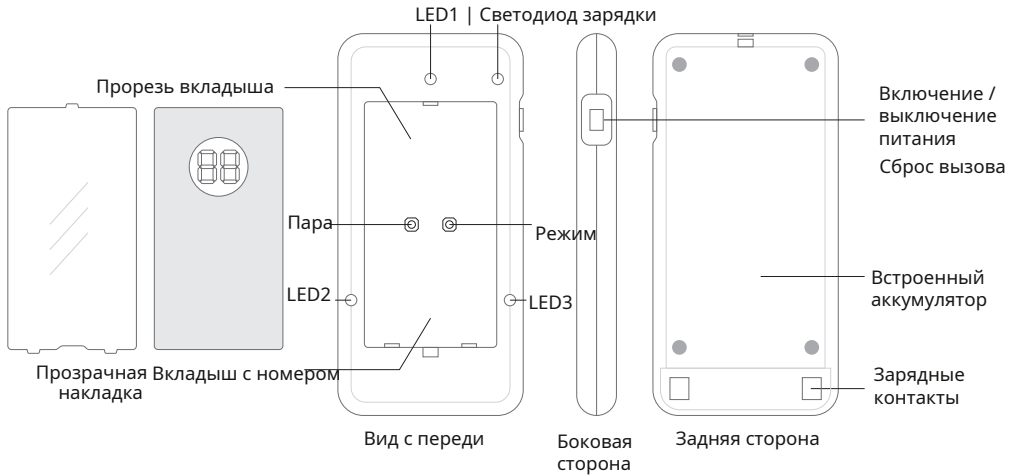 LED1 | Светодиод зарядки
Прорезь вкладыша
Включение /
выключение
питания
Сброс вызова
88
Пара
Режим
LED2
LED3
Встроенный
аккумулятор
Прозрачная
накладка
Вкладыш с номером
Зарядные
контакты
Вид с переди
Боковая
сторона
Задняя сторона